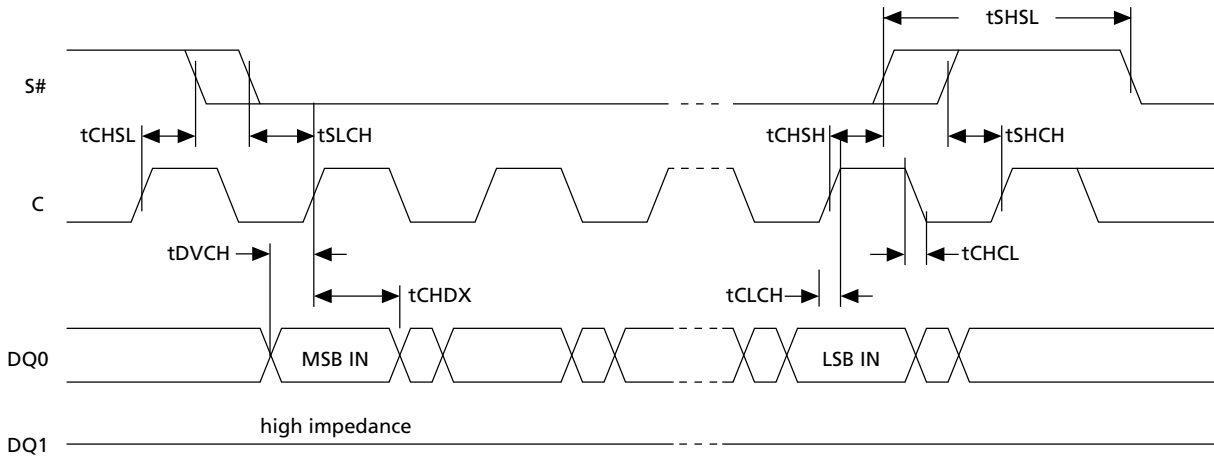 tSHSL
S#
tCHSL
tSLCH
tCHSH
tSHCH
C
tDVCH
tCHCL
tCHDX
tCLCH
DQ0
MSB IN
LSB IN
high impedance
DQ1